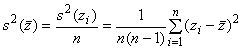 s²(z̄) = s²(zᵢ)/n = 1/(n(n−1)) ∑ᵢ₌₁ⁿ (zᵢ − z̄)²